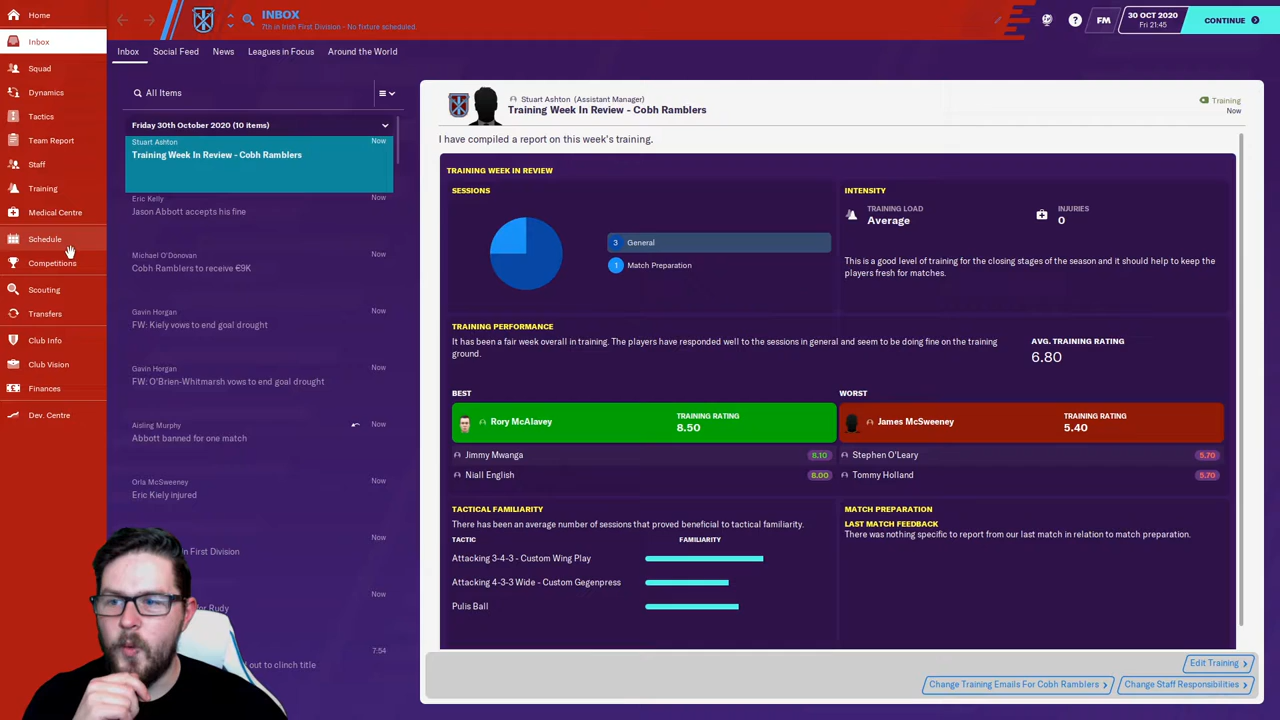 Home
INBOX
7th in Irish First Division - No fixture scheduled.
FM
30 OCT 2020
Fri 21:45
CONTINUE
Inbox
Squad
Dynamics
Tactics
Team Report
Staff
Training
Medical Centre
Schedule
Competitions
Scouting
Transfers
Club Info
Club Vision
Finances
Dev. Centre
Inbox
Social Feed
News
Leagues in Focus
Around the World
All Items
Friday 30th October 2020 (10 items)
Stuart Ashton
Now
Training Week In Review - Cobh Ramblers
Eric Kelly
Now
Jason Abbott accepts his fine
Michael O'Donovan
Now
Cobh Ramblers to receive €9K
Gavin Horgan
Now
FW: Kiely vows to end goal drought
Gavin Horgan
Now
FW: O'Brien-Whitmarsh vows to end goal drought
Aisling Murphy
Now
Abbott banned for one match
Orla McSweeney
Now
Eric Kiely injured
Now
in First Division
Now
for Rudy
7:54
out to clinch title
Stuart Ashton (Assistant Manager)
Training Week In Review - Cobh Ramblers
Training
Now
I have compiled a report on this week's training.
TRAINING WEEK IN REVIEW
SESSIONS
3 General
1 Match Preparation
INTENSITY
TRAINING LOAD
Average
INJURIES
0
This is a good level of training for the closing stages of the season and it should help to keep the
players fresh for matches.
TRAINING PERFORMANCE
It has been a fair week overall in training. The players have responded well to the sessions in general and seem to be doing fine on the training
ground.
AVG. TRAINING RATING
6.80
BEST
Rory McAlavey
TRAINING RATING
8.50
Jimmy Mwanga
8.10
Niall English
8.00
WORST
James McSweeney
TRAINING RATING
5.40
Stephen O'Leary
5.70
Tommy Holland
5.70
TACTICAL FAMILIARITY
There has been an average number of sessions that proved beneficial to tactical familiarity.
TACTIC
FAMILIARITY
Attacking 3-4-3 - Custom Wing Play
Attacking 4-3-3 Wide - Custom Gegenpress
Pulis Ball
MATCH PREPARATION
LAST MATCH FEEDBACK
There was nothing specific to report from our last match in relation to match preparation.
Edit Training
Change Training Emails For Cobh Ramblers
Change Staff Responsibilities